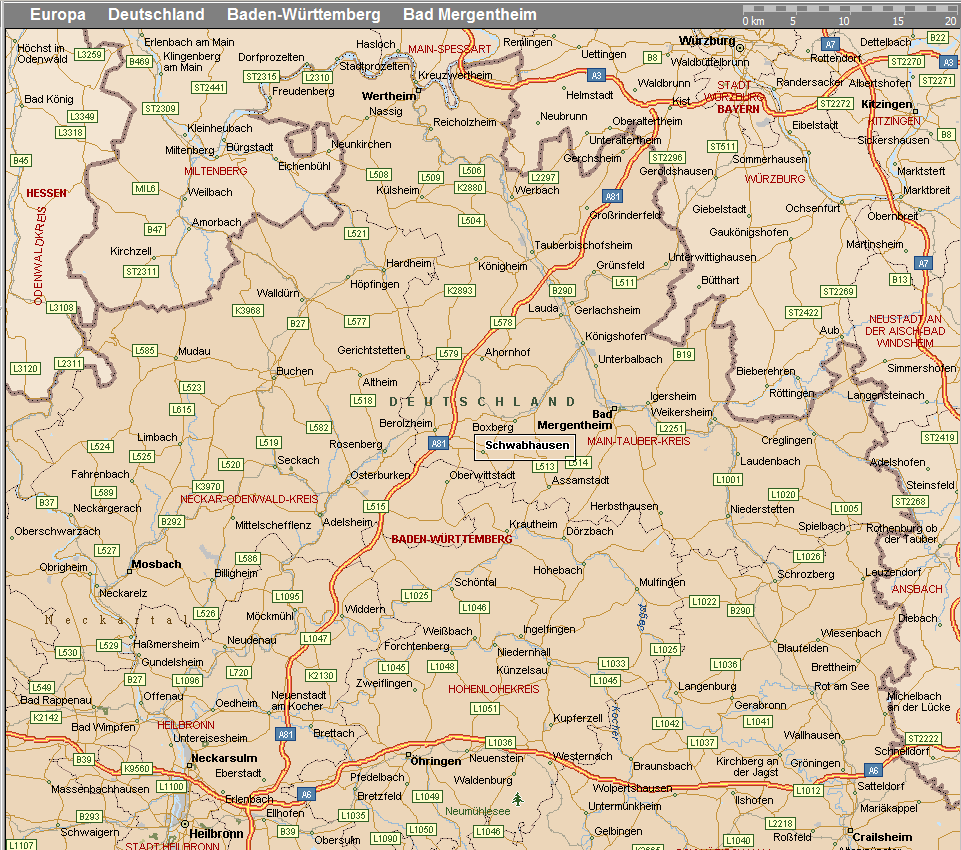 Europa Deutschland Baden-Württemberg Bad Mergentheim
0 km 5 10 15 20
Höchst im
Odenwald
L3259
Erlenbach am Main
B469
Klingenberg
am Main
Dorfprozelten
Hasloch
MAIN-SPESSART
Remlingen
Uettingen
Würzburg
A7
Dettelbach
B22
Rottendorf
ST2270
A3
Stadtprozelten
ST2315
L2310
Kreuzwertheim
B8
Waldbüttelbrunn
A3
Waldbrunn
Randersacker
Albertshofen
ST2271
Bad König
ST2441
Freudenberg
Wertheim
Helmstadt
STADT
WÜRZBURG
BAYERN
Kist
ST2272
Kitzingen
KITZINGEN
ST2309
L3349
L3318
Nassig
Reicholzheim
Neubrunn
Oberaltertheim
Eibelstadt
B8
Kleinheubach
Unteraltertheim
Sickershausen
Miltenberg
Bürgstadt
Neunkirchen
ST511
B45
Eichenbühl
Gerchsheim
ST2296
Sommerhausen
MILTENBERG
L508
L509
L506
L2297
Geroldshausen
WÜRZBURG
Marktsteft
HESSEN
MIL6
Weilbach
Külsheim
K2880
Werbach
A81
Marktbreit
ODENWALDKREIS
Amorbach
L504
Großrinderfeld
Giebelstadt
Ochsenfurt
Obernbreit
B47
L521
Tauberbischofsheim
Gaukönigshofen
Martinsheim
Kirchzell
ST2311
Hardheim
Königheim
Grünsfeld
Unterwittighausen
A7
Höpfingen
L511
Bütthart
B13
Walldürn
K2893
B290
ST2269
L3108
K3968
Lauda
Gerlachsheim
ST2422
NEUSTADT AN
DER AISCH-BAD
WINDSHEIM
B27
L577
L578
Aub
Königshofen
L585
Mudau
Gerichtstetten
L579
Ahornhof
Unterbalbach
B19
L3120
L2311
Buchen
Bieberehren
Simmershofen
L523
Altheim
Röttingen
Langensteinach
L518
DEUTSCHLAND
Igersheim
L615
Bad
Mergentheim
Weikersheim
Berolzheim
Boxberg
L582
L2251
Limbach
Rosenberg
A81
Schwabhausen
MAIN-TAUBER-KREIS
Creglingen
ST2419
L524
L519
L525
L520
Seckach
L513
L514
Laudenbach
Adelshofen
Fahrenbach
Osterburken
Oberwittstadt
Assamstadt
L1001
Steinsfeld
L589
K3970
NECKAR-ODENWALD-KREIS
L1020
ST2268
B37
Neckargerach
L515
Herbsthausen
Niederstetten
L1005
B292
Mittelschefflenz
Adelsheim
Krautheim
Spielbach
Rothenburg ob
der Tauber
Oberschwarzach
BADEN-WÜRTTEMBERG
Dörzbach
L527
L586
L1026
Obrigheim
Mosbach
Billigheim
Hohebach
Schrozberg
Leuzendorf
Schöntal
Mulfingen
ANSBACH
Neckarelz
L1095
L1025
L1022
L526
Möckmühl
Widdern
L1046
B290
Neckartal
Diebach
Weißbach
Ingelfingen
Wiesenbach
L529
Haßmersheim
Neudenau
L1047
Forchtenberg
Niedernhall
L1025
Blaufelden
L530
Gundelsheim
L720
K2130
L1045
L1048
Künzelsau
L1033
L1036
Brettheim
B27
L1096
Zweiflingen
HOHENLOHEKREIS
L1045
Langenburg
Rot am See
L549
Offenau
Neuenstadt
am Kocher
Michelbach
an der Lücke
Bad Rappenau
Oedheim
L1051
Gerabronn
K2142
Kupferzell
Kocher
L1042
L1041
Bad Wimpfen
HEILBRONN
A81
Brettach
Wallhausen
ST2222
Untereisesheim
L1036
L1037
Schnelldorf
B39
K9560
Neckarsulm
Öhringen
Neuenstein
Westernach
Braunsbach
Kirchberg an
der Jagst
Gröningen
A6
Eberstadt
Pfedelbach
Waldenburg
Satteldorf
Massenbachhausen
L1100
Erlenbach
A6
Bretzfeld
L1049
Wolpertshausen
L1012
Ilshofen
Mariäkappel
Ellhofen
Neumühlesee
Untermünkheim
B293
L1035
L2218
Schwaigern
Heilbronn
B39
Obersulm
L1090
L1050
L1046
Gelbingen
L1040
Roßfeld
Crailsheim
L1107
STADT HEILBRONN
K2665